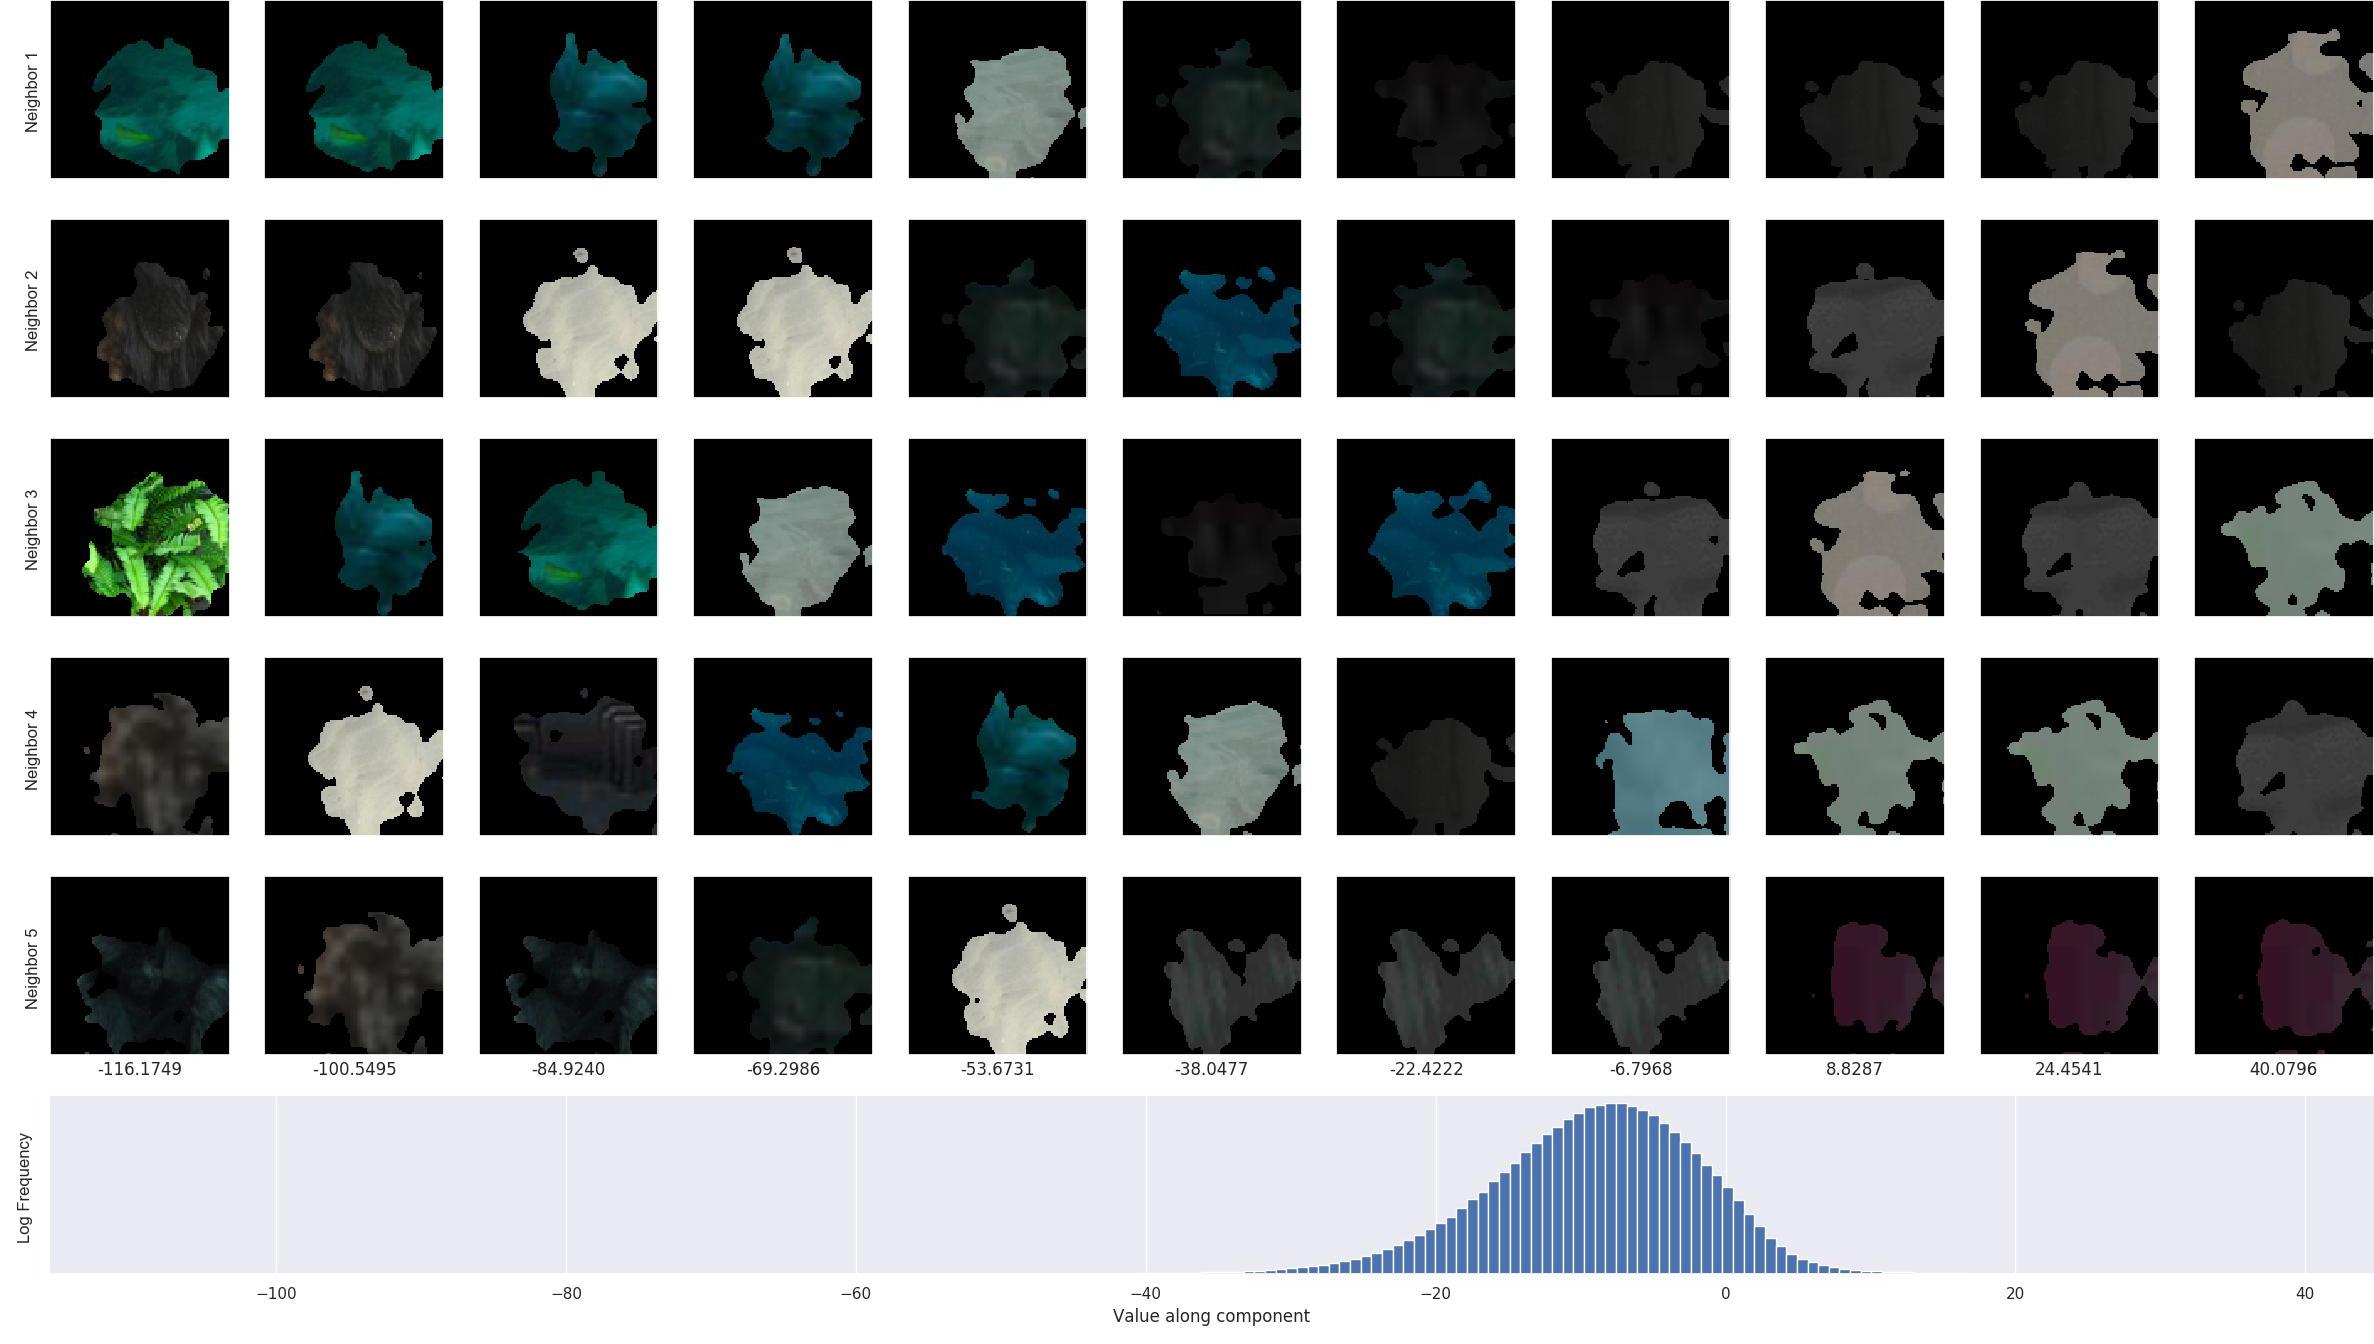 Neighbor 1
Neighbor 2
Neighbor 3
Neighbor 4
Neighbor 5
-116.1749 -100.5495 -84.9240 -69.2986 -53.6731 -38.0477 -22.4222 -6.7968 8.8287 24.4541 40.0796
Log Frequency
−100 −80 −60 −40 −20 0 20 40
Value along component